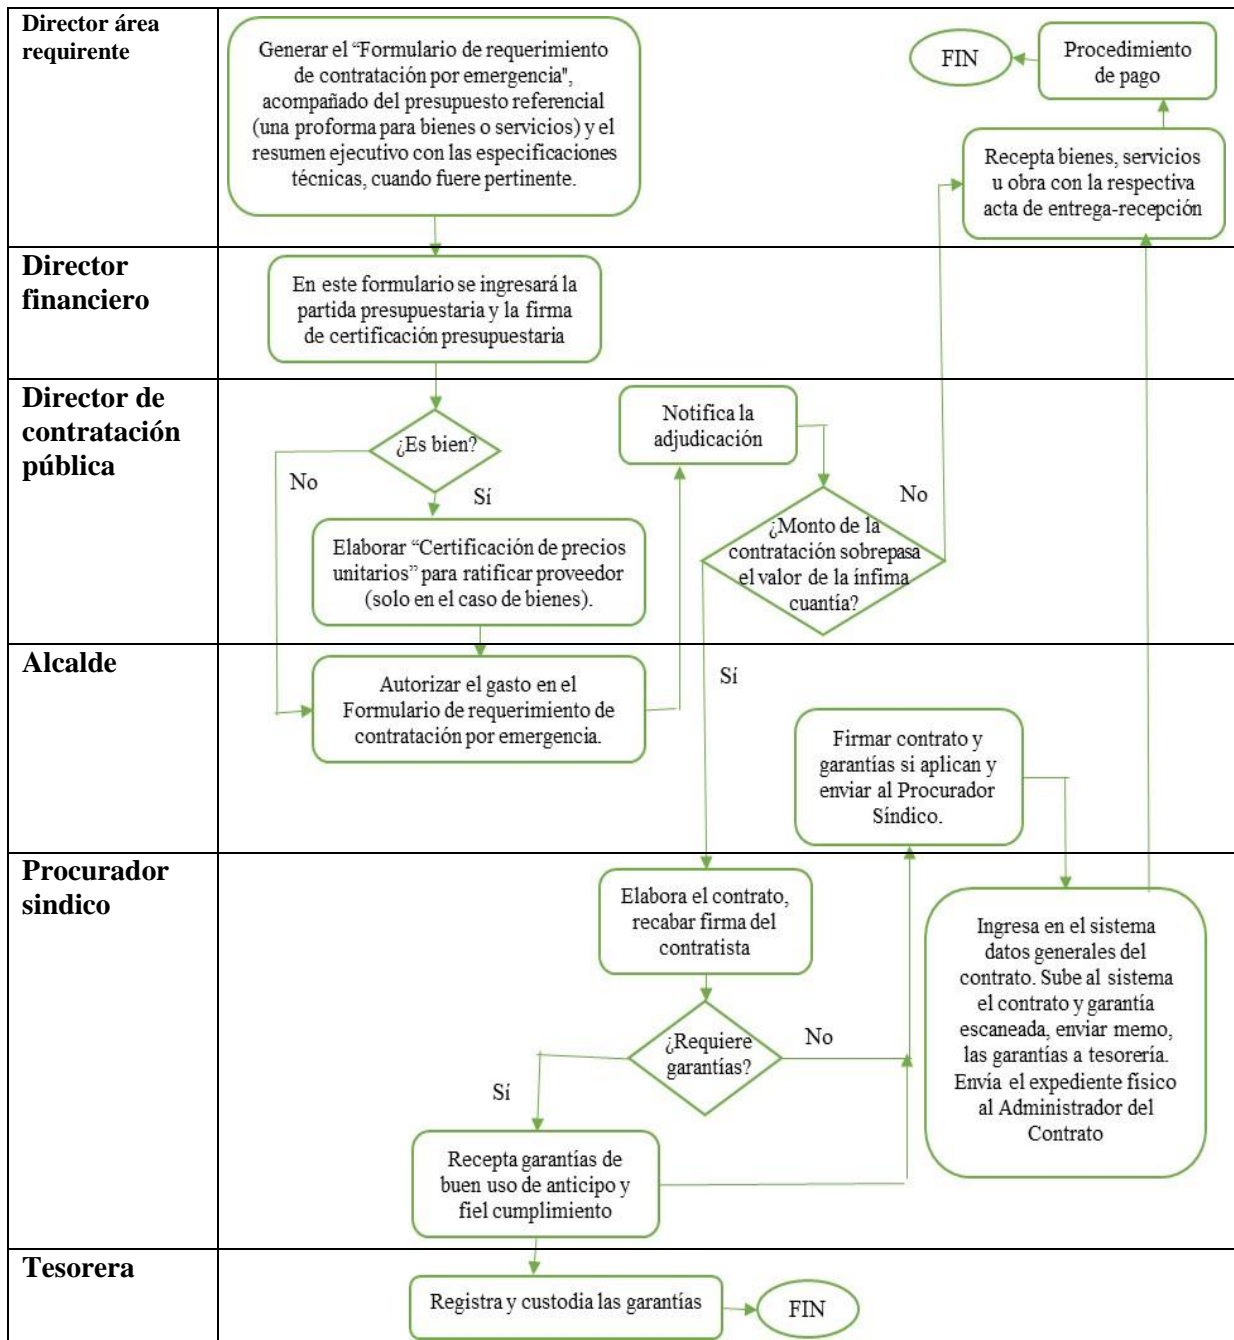 Director área
requirente
Generar el “Formulario de requerimiento
de contratación por emergencia",
acompañado del presupuesto referencial
(una proforma para bienes o servicios) y el
resumen ejecutivo con las especificaciones
técnicas, cuando fuere pertinente.
FIN
Procedimiento
de pago
Recepta bienes, servicios
u obra con la respectiva
acta de entrega-recepción
Director
financiero
En este formulario se ingresará la
partida presupuestaria y la firma
de certificación presupuestaria
Director de
contratación
pública
¿Es bien?
No
Sí
Elaborar “Certificación de precios
unitarios” para ratificar proveedor
(solo en el caso de bienes).
Notifica la
adjudicación
¿Monto de la
contratación sobrepasa
el valor de la ínfima
cuantía?
No
Sí
Alcalde
Autorizar el gasto en el
Formulario de requerimiento de
contratación por emergencia.
Firmar contrato y
garantías si aplican y
enviar al Procurador
Síndico.
Procurador
sindico
Elabora el contrato,
recabar firma del
contratista
¿Requiere
garantías?
No
Sí
Recepta garantías de
buen uso de anticipo y
fiel cumplimiento
Ingresa en el sistema
datos generales del
contrato. Sube al sistema
el contrato y garantía
escaneada, enviar memo,
las garantías a tesorería.
Envía el expediente físico
al Administrador del
Contrato
Tesorera
Registra y custodia las garantías
FIN